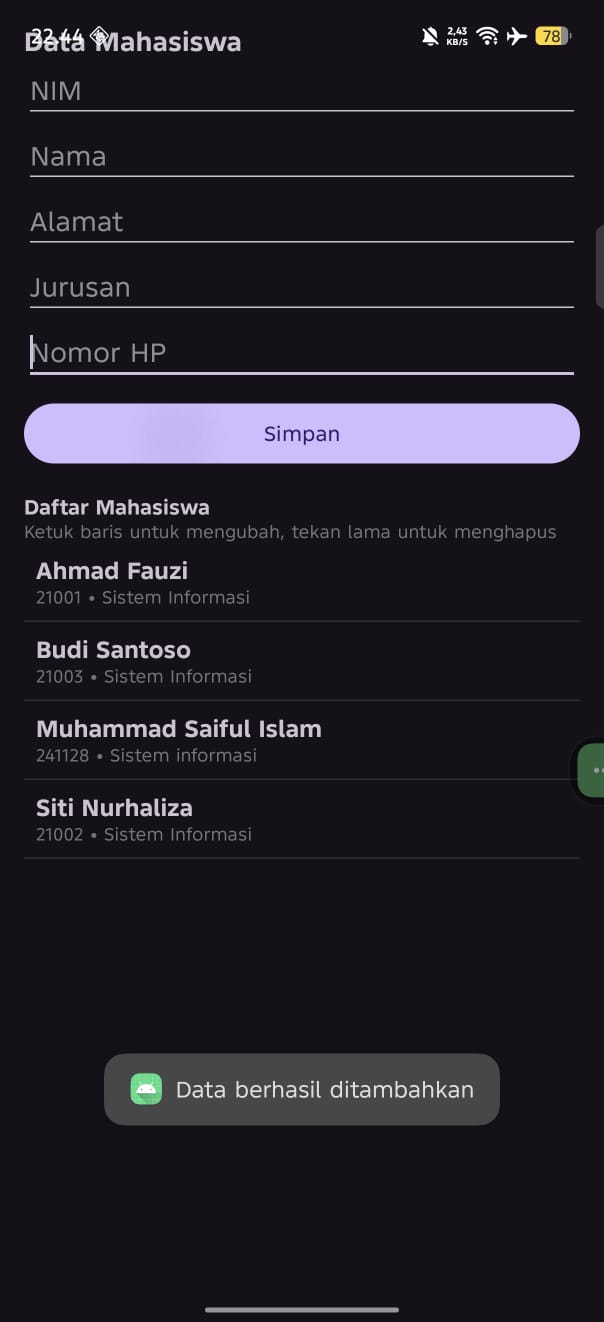 22.44
2,43
KB/S
78
Data Mahasiswa
NIM
Nama
Alamat
Jurusan
Nomor HP
Simpan
Daftar Mahasiswa
Ketuk baris untuk mengubah, tekan lama untuk menghapus
Ahmad Fauzi
21001 • Sistem Informasi
Budi Santoso
21003 • Sistem Informasi
Muhammad Saiful Islam
241128 • Sistem informasi
Siti Nurhaliza
21002 • Sistem Informasi
Data berhasil ditambahkan